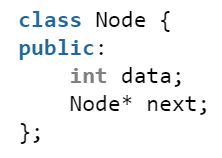 class Node {
public:
    int data;
    Node* next;
};